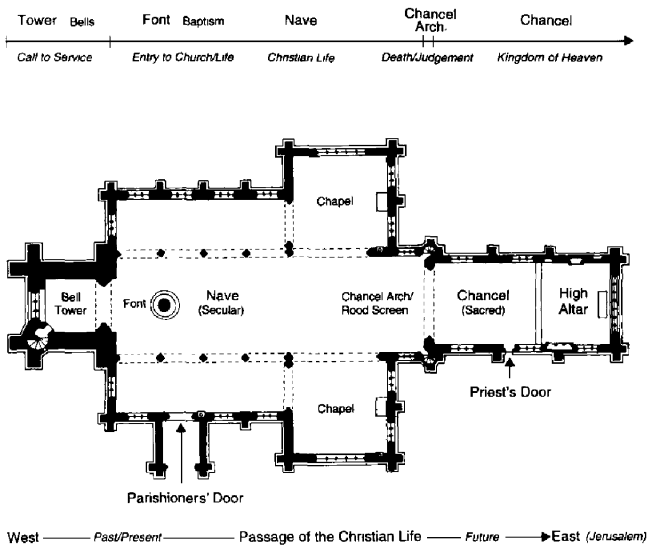 Tower Bells Font Baptism Nave Chancel Arch. Chancel
Call to Service Entry to Church/Life Christian Life Death/Judgement Kingdom of Heaven
Chapel
Bell Tower
Font
Nave (Secular)
Chancel Arch/ Rood Screen
Chancel (Sacred)
High Altar
Priest's Door
Chapel
Parishioners' Door
West Past/Present Passage of the Christian Life Future East (Jerusalem)